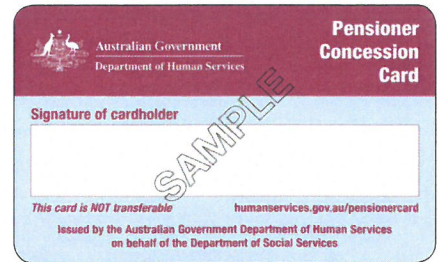 Australian Government
Department of Human Services
Pensioner
Concession
Card
Signature of cardholder
SAMPLE
This card is NOT transferable
humanservices.gov.au/pensionercard
Issued by the Australian Government Department of Human Services
on behalf of the Department of Social Services